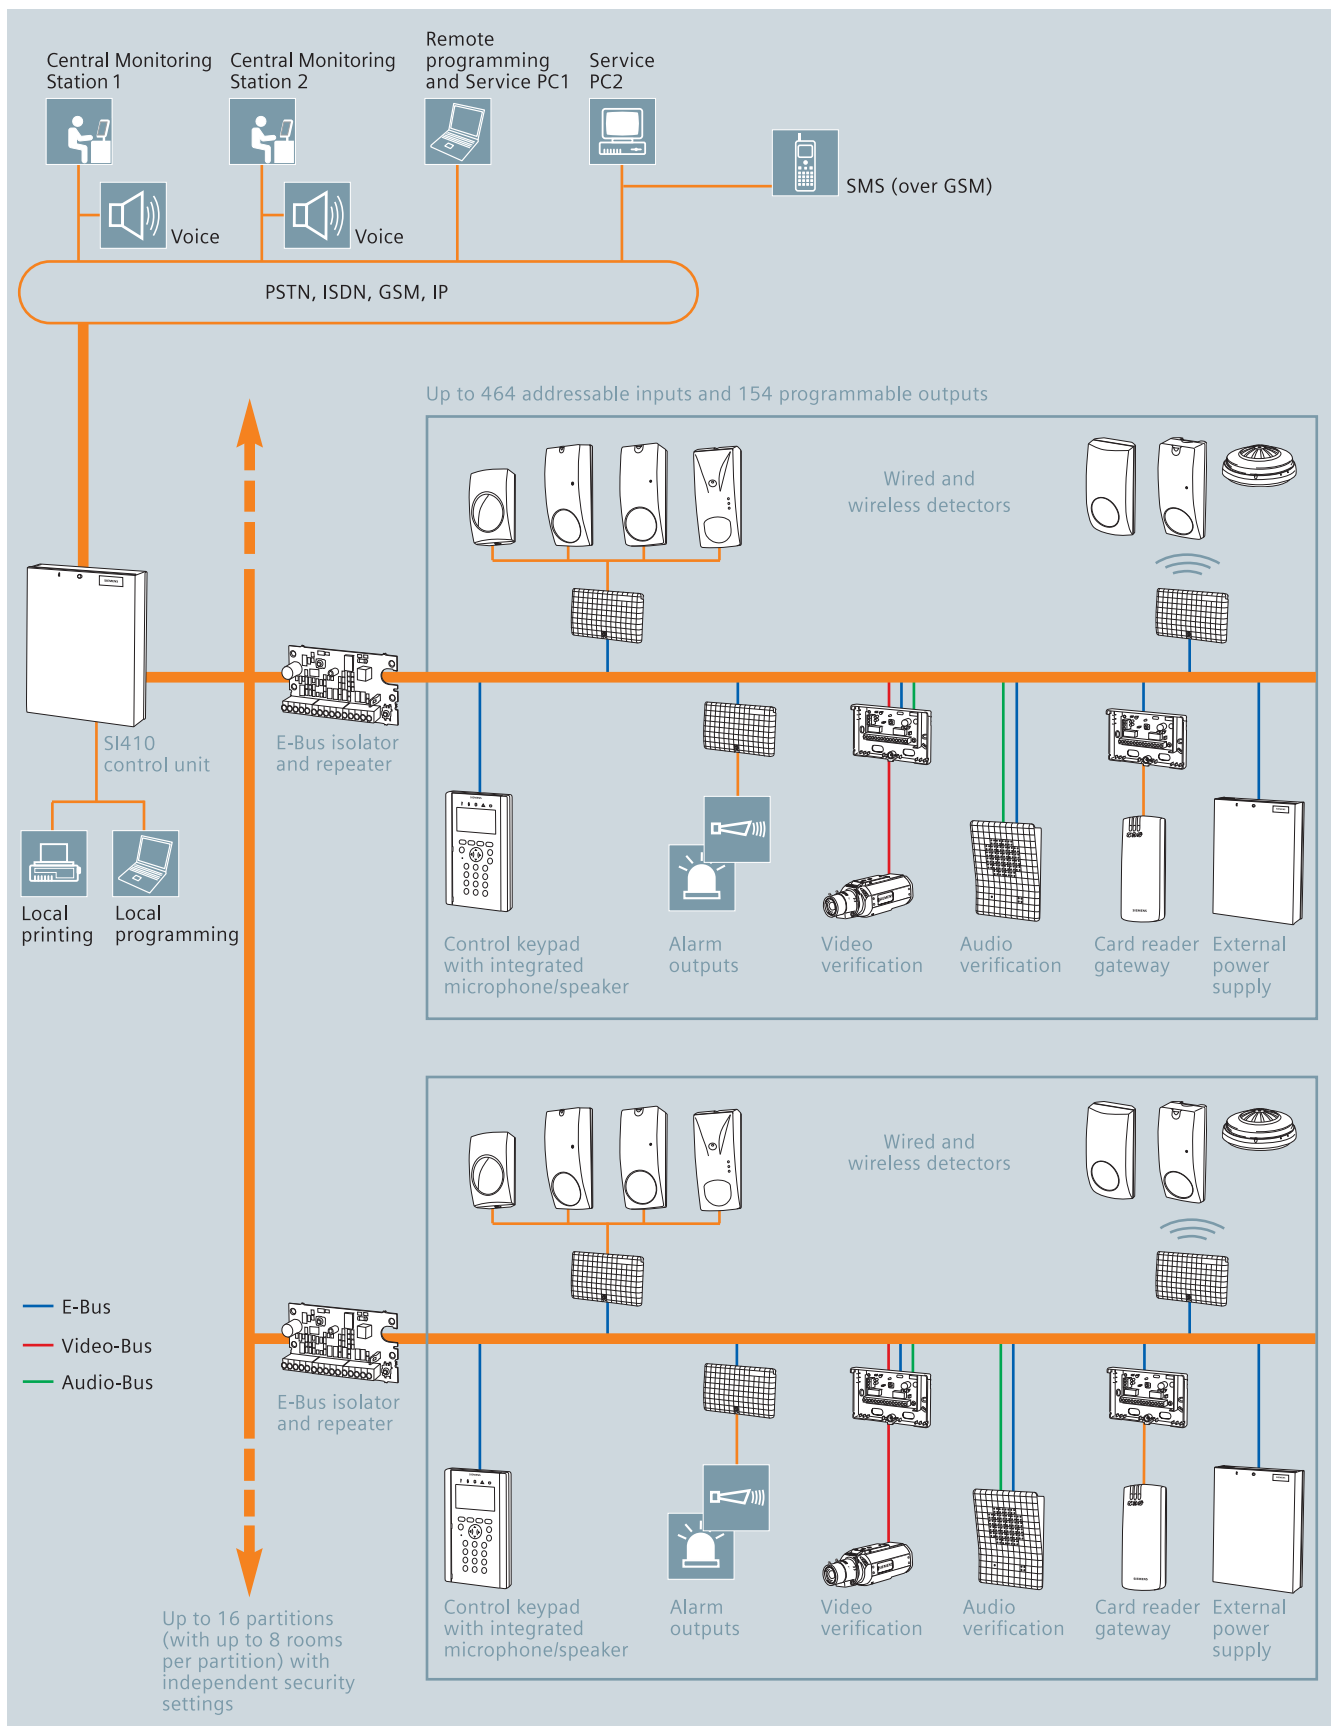 Central Monitoring
Station 1
Central Monitoring
Station 2
Remote
programming
and Service PC1
Service
PC2
SMS (over GSM)
Voice
Voice
PSTN, ISDN, GSM, IP
Up to 464 addressable inputs and 154 programmable outputs
Wired and
wireless detectors
SIEMENS
SI410
control unit
E-Bus isolator
and repeater
Local
printing
Local
programming
Control keypad
with integrated
microphone/speaker
Alarm
outputs
Video
verification
Audio
verification
Card reader
gateway
External
power
supply
Wired and
wireless detectors
E-Bus
Video-Bus
Audio-Bus
E-Bus isolator
and repeater
Control keypad
with integrated
microphone/speaker
Alarm
outputs
Video
verification
Audio
verification
Card reader
gateway
External
power
supply
Up to 16 partitions
(with up to 8 rooms
per partition) with
independent security
settings